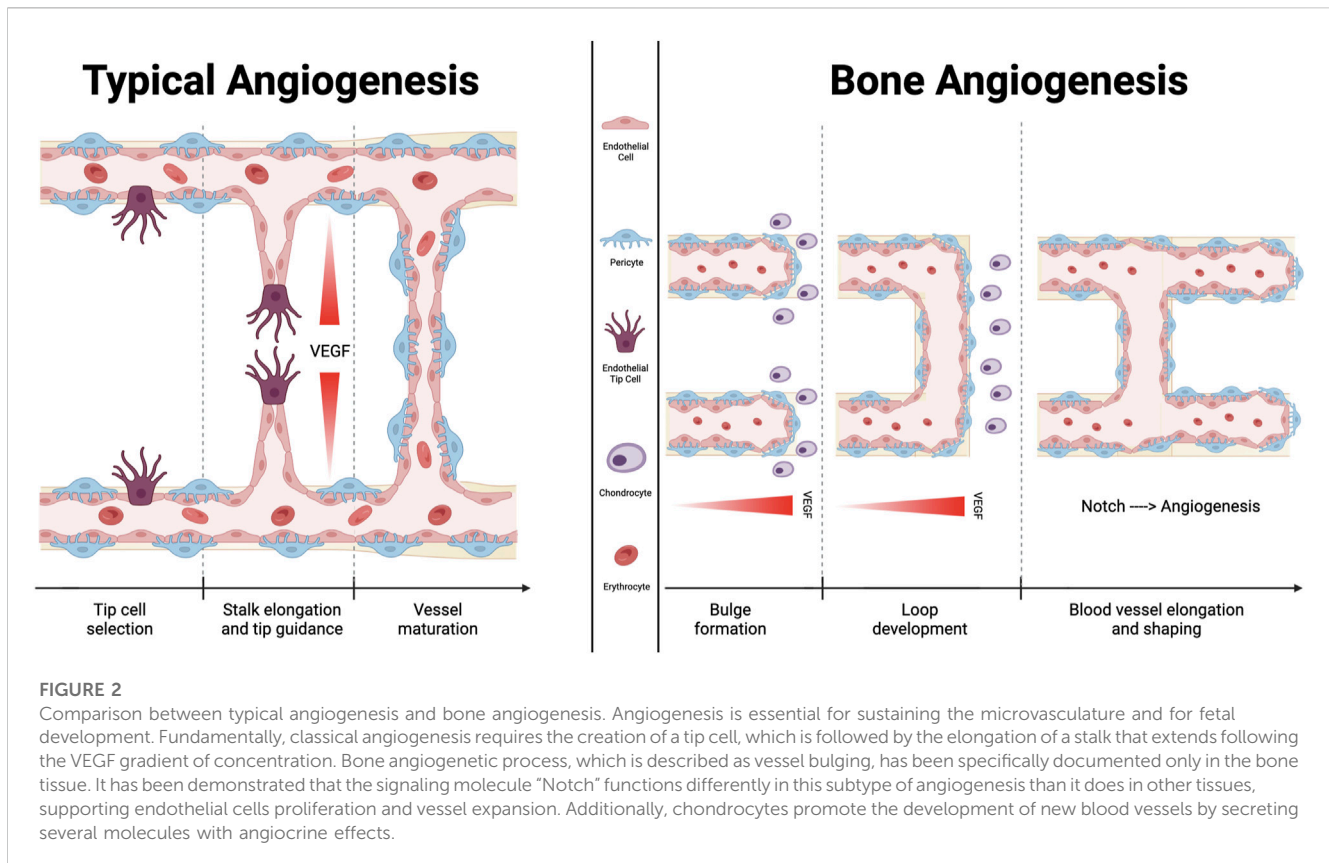 Typical Angiogenesis
VEGF
Tip cell
selection
Stalk elongation
and tip guidance
Vessel
maturation
Endothelial
Cell
Pericyte
Endothelial
Tip Cell
Chondrocyte
Erythrocyte
Bone Angiogenesis
VEGF
VEGF
Notch ----> Angiogenesis
Bulge
formation
Loop
development
Blood vessel elongation
and shaping
FIGURE 2
Comparison between typical angiogenesis and bone angiogenesis. Angiogenesis is essential for sustaining the microvasculature and for fetal
development. Fundamentally, classical angiogenesis requires the creation of a tip cell, which is followed by the elongation of a stalk that extends following
the VEGF gradient of concentration. Bone angiogenetic process, which is described as vessel bulging, has been specifically documented only in the bone
tissue. It has been demonstrated that the signaling molecule "Notch" functions differently in this subtype of angiogenesis than it does in other tissues,
supporting endothelial cells proliferation and vessel expansion. Additionally, chondrocytes promote the development of new blood vessels by secreting
several molecules with angiocrine effects.